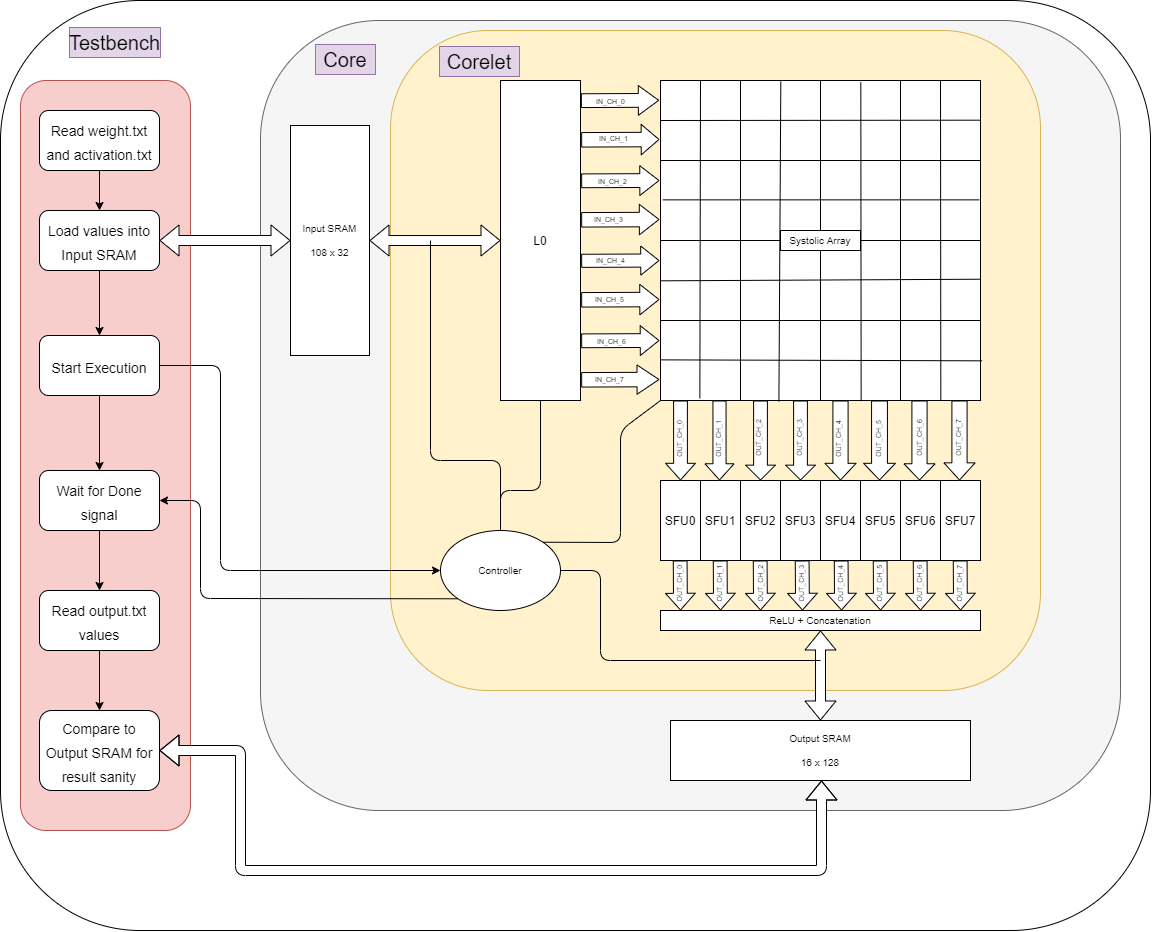 Testbench
Core
Corelet
Read weight.txt
and activation.txt
Load values into
Input SRAM
Start Execution
Wait for Done
signal
Read output.txt
values
Compare to
Output SRAM for
result sanity
Input SRAM
108 x 32
L0
IN_CH_0
IN_CH_1
IN_CH_2
IN_CH_3
IN_CH_4
IN_CH_5
IN_CH_6
IN_CH_7
Systolic Array
OUT_CH_0
OUT_CH_1
OUT_CH_2
OUT_CH_3
OUT_CH_4
OUT_CH_5
OUT_CH_6
OUT_CH_7
SFU0
SFU1
SFU2
SFU3
SFU4
SFU5
SFU6
SFU7
Controller
OUT_CH_0
OUT_CH_1
OUT_CH_2
OUT_CH_3
OUT_CH_4
OUT_CH_5
OUT_CH_6
OUT_CH_7
ReLU + Concatenation
Output SRAM
16 x 128